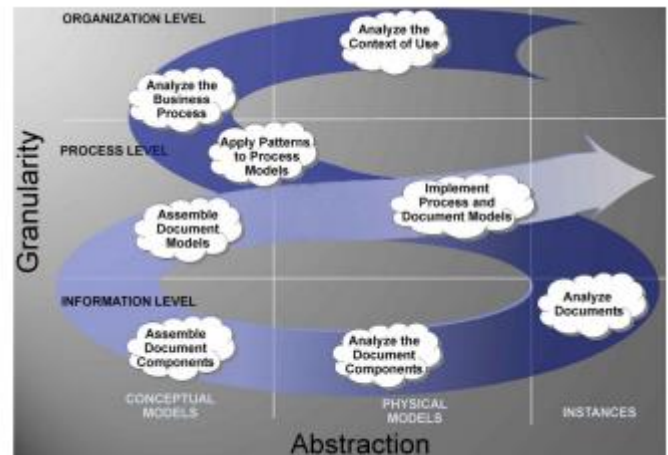 ORGANIZATION LEVEL
Analyze the
Context of Use
Analyze the
Business
Process
PROCESS LEVEL
Apply Patterns
to Process
Models
Granularity
Assemble
Document
Models
Implement
Process and
Document Models
INFORMATION LEVEL
Analyze
Documents
Assemble
Document
Components
Analyze the
Document
Components
CONCEPTUAL
MODELS
PHYSICAL
MODELS
INSTANCES
Abstraction